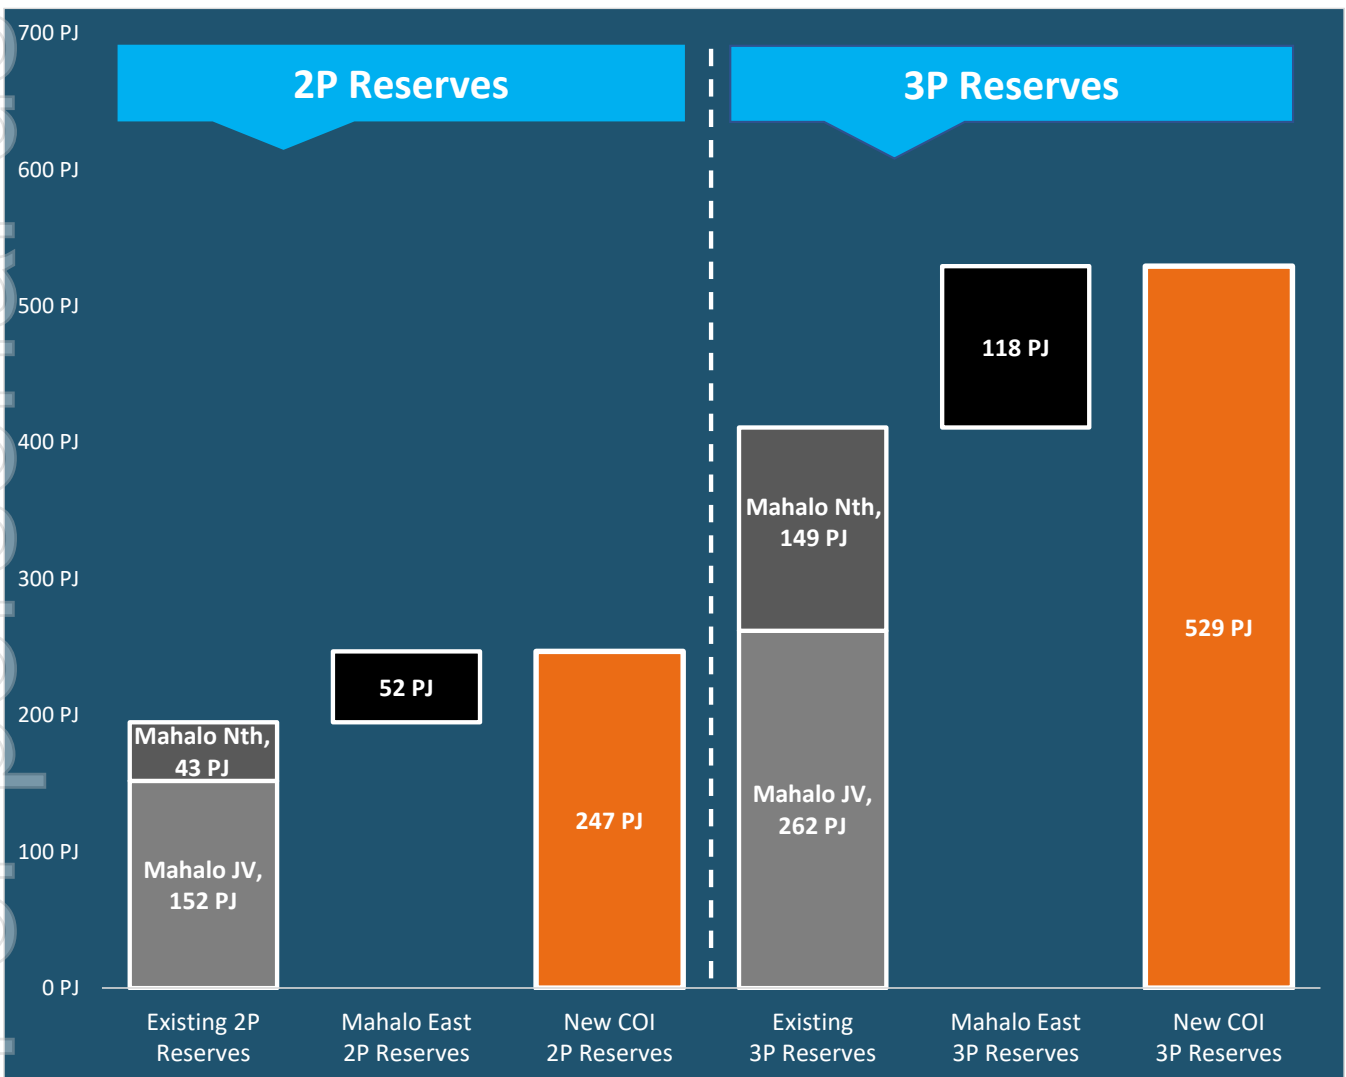 700 PJ
600 PJ
500 PJ
400 PJ
300 PJ
200 PJ
100 PJ
0 PJ
2P Reserves
3P Reserves
Mahalo Nth,
43 PJ
Mahalo JV,
152 PJ
52 PJ
247 PJ
Mahalo Nth,
149 PJ
Mahalo JV,
262 PJ
118 PJ
529 PJ
Existing 2P
Reserves
Mahalo East
2P Reserves
New COI
2P Reserves
Existing
3P Reserves
Mahalo East
3P Reserves
New COI
3P Reserves